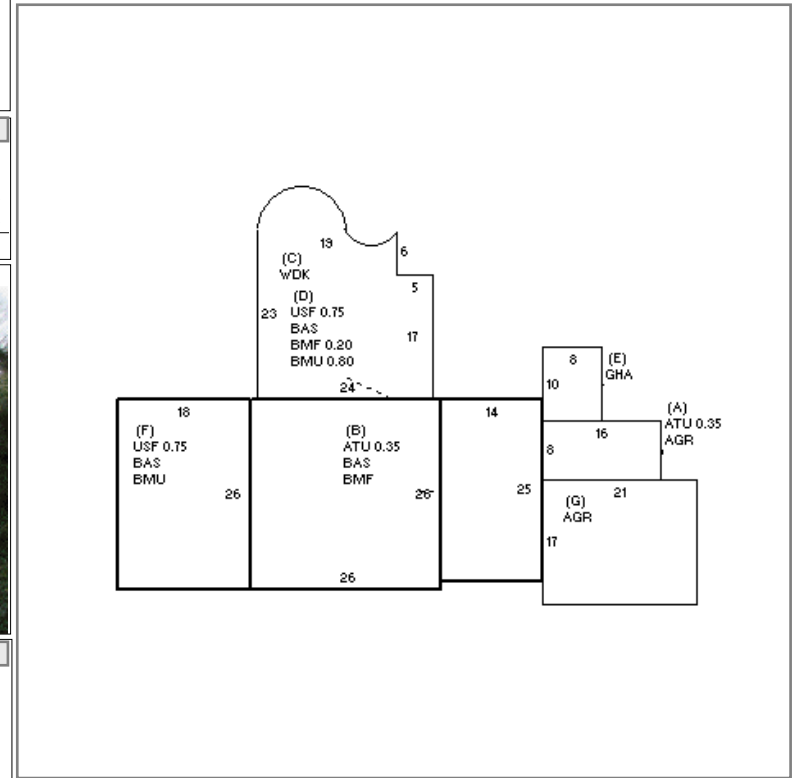 19
6
(C)
WDK
5
(D)
USF 0.75
BAS
BMF 0.20
BMU 0.80
23
17
24
8
(E)
GHA
10
18
14
(A)
ATU 0.35
AGR
16
(F)
USF 0.75
BAS
BMU
(B)
ATU 0.35
BAS
BMF
8
26
26
25
21
(G)
AGR
17
26